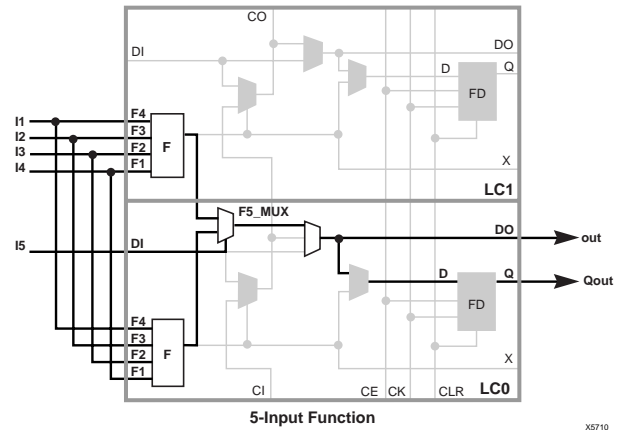 CO
DI
DO
D
Q
FD
I1
I2
I3
I4
F4
F3
F2
F1
F
X
LC1
F5_MUX
I5
DI
DO
out
D
Q
Qout
FD
F4
F3
F2
F1
F
X
CI
CE
CK
CLR
LC0
5-Input Function
X5710